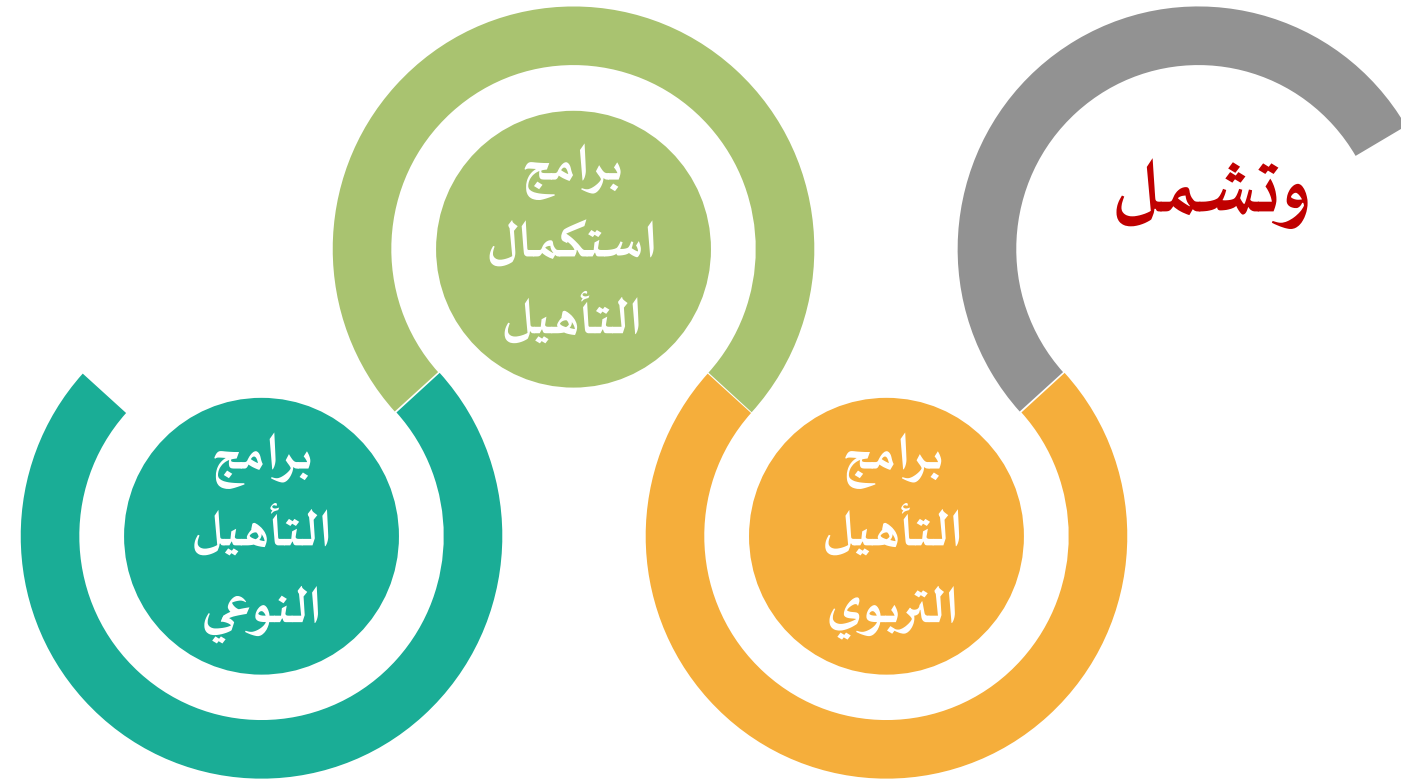 وتشمل
برامج
التأهيل
التربوي
برامج
استكمال
التأهيل
برامج
التأهيل
النوعي